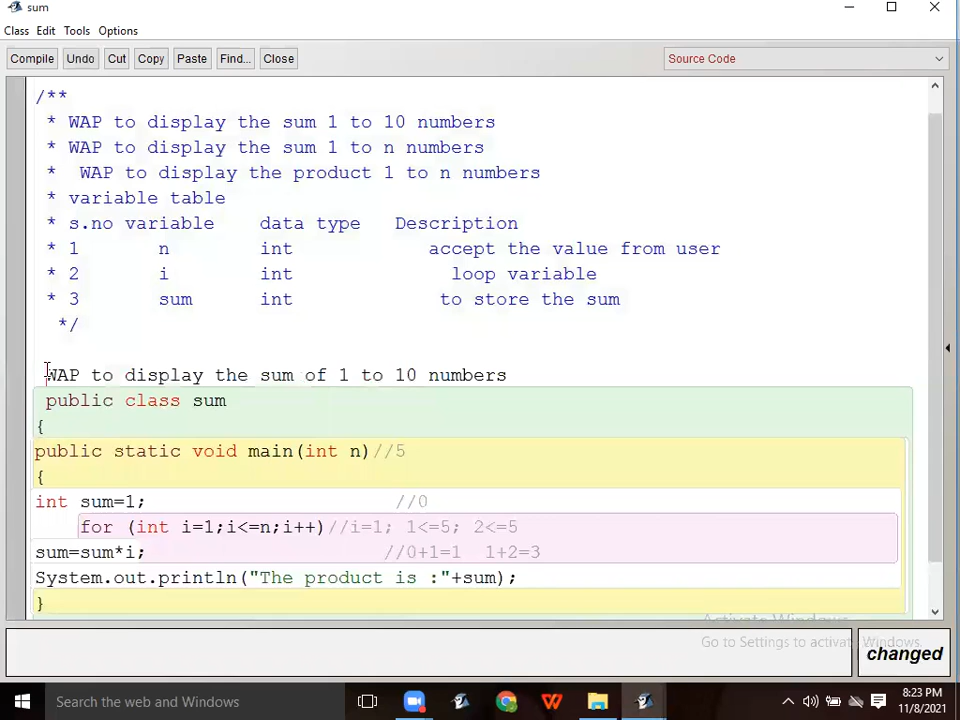 sum
Class Edit Tools Options
Compile Undo Cut Copy Paste Find... Close Source Code
/**
* WAP to display the sum 1 to 10 numbers
* WAP to display the sum 1 to n numbers
*  WAP to display the product 1 to n numbers
* variable table
* s.no variable    data type   Description
* 1       n        int            accept the value from user
* 2       i        int              loop variable
* 3       sum      int             to store the sum
*/
WAP to display the sum of 1 to 10 numbers
public class sum
{
public static void main(int n)//5
{
int sum=1;                      //0
for (int i=1;i<=n;i++)//i=1; 1<=5; 2<=5
sum=sum*i;                     //0+1=1  1+2=3
System.out.println("The product is :"+sum);
}
Activate Windows
Go to Settings to activate Windows.
changed
Search the web and Windows
8:23 PM
11/8/2021